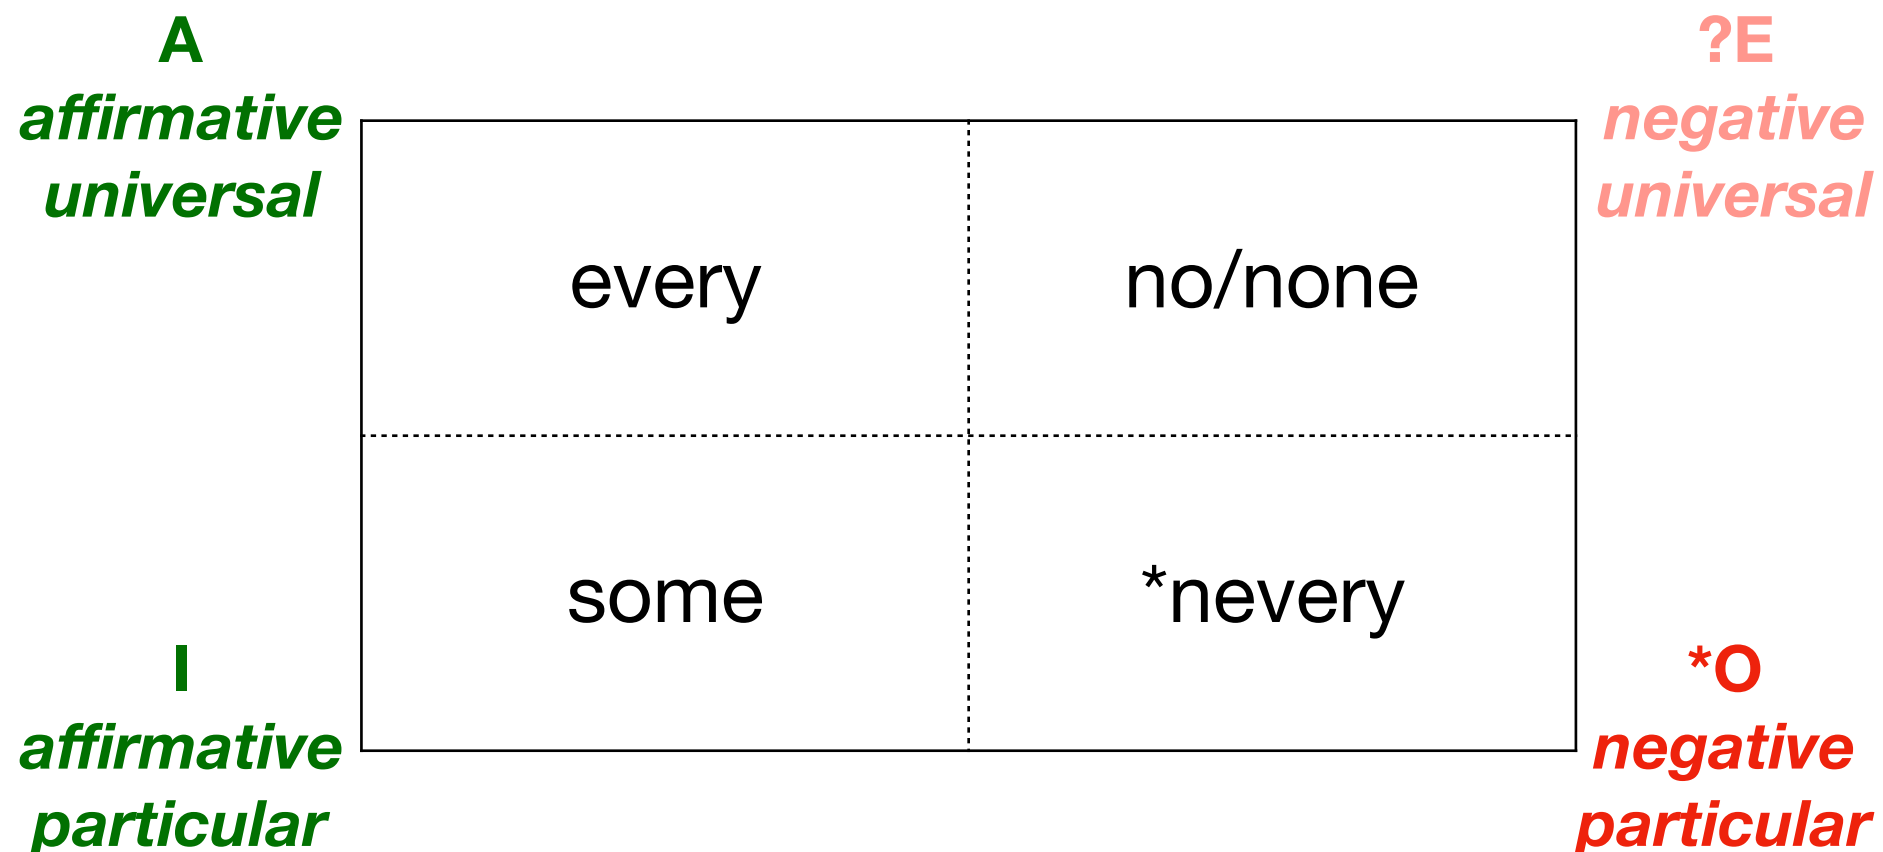 A
affirmative
universal
?E
negative
universal
every
no/none
some
*nevery
I
affirmative
particular
*O
negative
particular